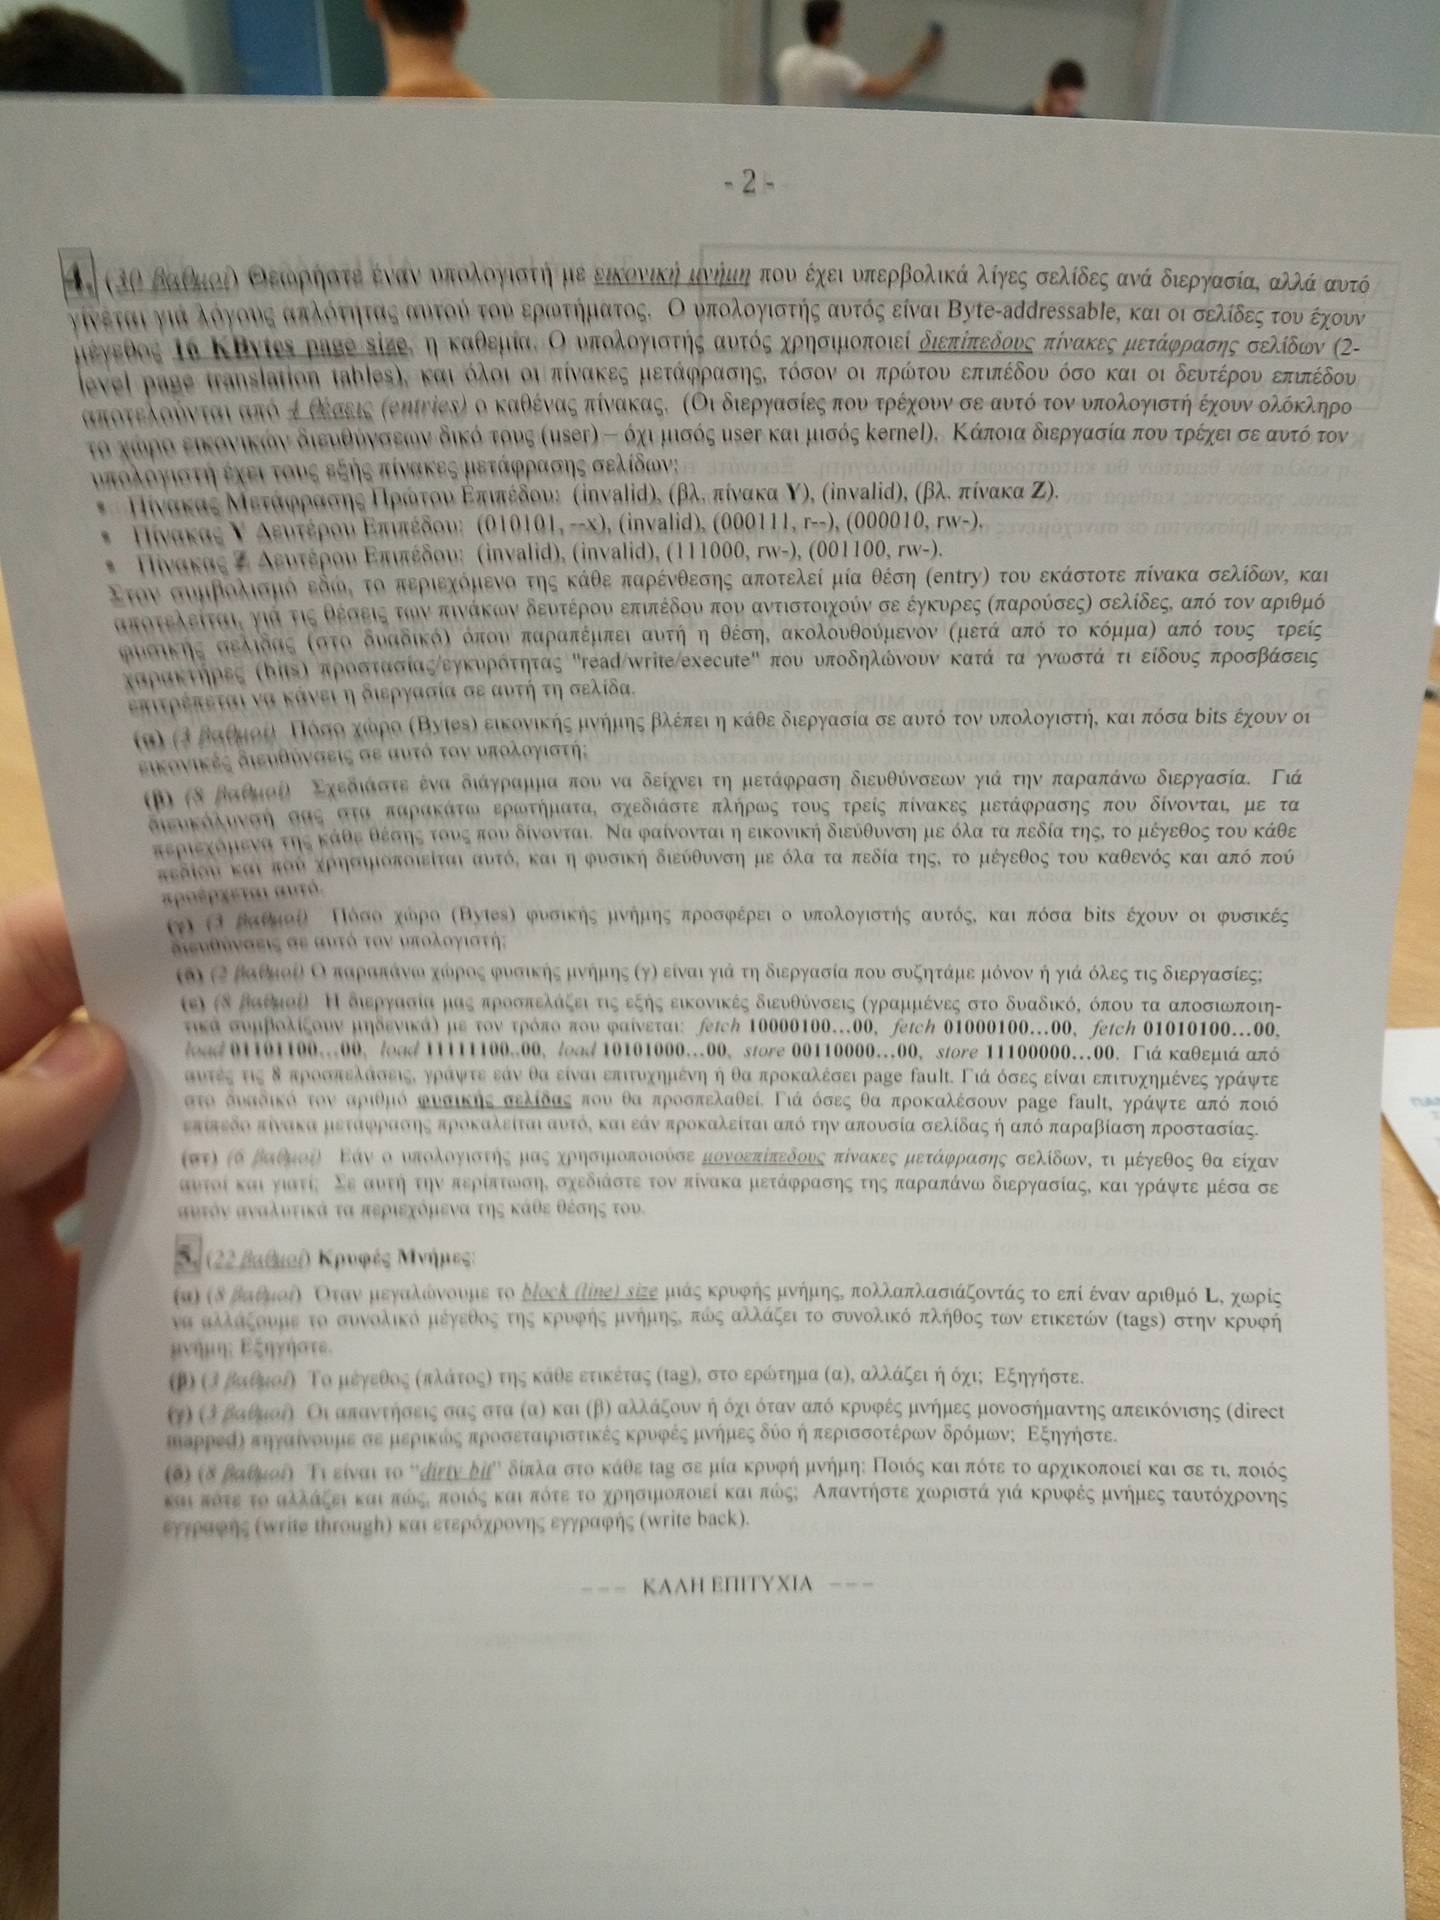 - 2 -
4. (30 βαθμοί) Θεωρήστε έναν υπολογιστή με εικονική μνήμη που έχει υπερβολικά λίγες σελίδες ανά διεργασία, αλλά αυτό
γίνεται γιά λόγους απλότητας αυτού του ερωτήματος. Ο υπολογιστής αυτός είναι Byte-addressable, και οι σελίδες του έχουν
μέγεθος 16 KBytes page size, η καθεμία. Ο υπολογιστής αυτός χρησιμοποιεί διεπίπεδους πίνακες μετάφρασης σελίδων (2-
level page translation tables), και όλοι οι πίνακες μετάφρασης, τόσον οι πρώτου επιπέδου όσο και οι δευτέρου επιπέδου
αποτελούνται από 4 θέσεις (entries) ο καθένας πίνακας. (Οι διεργασίες που τρέχουν σε αυτό τον υπολογιστή έχουν ολόκληρο
το χώρο εικονικών διευθύνσεων δικό τους (user) – όχι μισός user και μισός kernel). Κάποια διεργασία που τρέχει σε αυτό τον
υπολογιστή έχει τους εξής πίνακες μετάφρασης σελίδων:
• Πίνακας Μετάφρασης Πρώτου Επιπέδου: (invalid), (βλ. πίνακα Y), (invalid), (βλ. πίνακα Z).
• Πίνακας Y Δευτέρου Επιπέδου: (010101, --x), (invalid), (000111, r--), (000010, rw-).
• Πίνακας Z Δευτέρου Επιπέδου: (invalid), (invalid), (111000, rw-), (001100, rw-).
Στον συμβολισμό εδώ, το περιεχόμενο της κάθε παρένθεσης αποτελεί μία θέση (entry) του εκάστοτε πίνακα σελίδων, και
αποτελείται, γιά τις θέσεις των πινάκων δευτέρου επιπέδου που αντιστοιχούν σε έγκυρες (παρούσες) σελίδες, από τον αριθμό
φυσικής σελίδας (στο δυαδικό) όπου παραπέμπει αυτή η θέση, ακολουθούμενον (μετά από το κόμμα) από τους τρείς
χαρακτήρες (bits) προστασίας/εγκυρότητας "read/write/execute" που υποδηλώνουν κατά τα γνωστά τι είδους προσβάσεις
επιτρέπεται να κάνει η διεργασία σε αυτή τη σελίδα.
(α) (3 βαθμοί) Πόσο χώρο (Bytes) εικονικής μνήμης βλέπει η κάθε διεργασία σε αυτό τον υπολογιστή, και πόσα bits έχουν οι
εικονικές διευθύνσεις σε αυτό τον υπολογιστή;
(β) (8 βαθμοί) Σχεδιάστε ένα διάγραμμα που να δείχνει τη μετάφραση διευθύνσεων γιά την παραπάνω διεργασία. Γιά
διευκόλυνσή σας στα παρακάτω ερωτήματα, σχεδιάστε πλήρως τους τρείς πίνακες μετάφρασης που δίνονται, με τα
περιεχόμενα της κάθε θέσης τους που δίνονται. Να φαίνονται η εικονική διεύθυνση με όλα τα πεδία της, το μέγεθος του κάθε
πεδίου και πού χρησιμοποιείται αυτό, και η φυσική διεύθυνση με όλα τα πεδία της, το μέγεθος του καθενός και από πού
προέρχεται αυτό.
(γ) (3 βαθμοί) Πόσο χώρο (Bytes) φυσικής μνήμης προσφέρει ο υπολογιστής αυτός, και πόσα bits έχουν οι φυσικές
διευθύνσεις σε αυτό τον υπολογιστή;
(δ) (2 βαθμοί) Ο παραπάνω χώρος φυσικής μνήμης (γ) είναι γιά τη διεργασία που συζητάμε μόνον ή γιά όλες τις διεργασίες;
(ε) (8 βαθμοί) Η διεργασία μας προσπελάζει τις εξής εικονικές διευθύνσεις (γραμμένες στο δυαδικό, όπου τα αποσιωποιη-
τικά συμβολίζουν μηδενικά) με τον τρόπο που φαίνεται: fetch 10000100...00, fetch 01000100...00, fetch 01010100...00,
load 01101100...00, load 11111100..00, load 10101000...00, store 00110000...00, store 11100000...00. Γιά καθεμιά από
αυτές τις 8 προσπελάσεις, γράψτε εάν θα είναι επιτυχημένη ή θα προκαλέσει page fault. Γιά όσες είναι επιτυχημένες γράψτε
στο δυαδικό τον αριθμό φυσικής σελίδας που θα προσπελαθεί. Γιά όσες θα προκαλέσουν page fault, γράψτε από ποιό
επίπεδο πίνακα μετάφρασης προκαλείται αυτό, και εάν προκαλείται από την απουσία σελίδας ή από παραβίαση προστασίας.
(στ) (6 βαθμοί) Εάν ο υπολογιστής μας χρησιμοποιούσε μονοεπίπεδους πίνακες μετάφρασης σελίδων, τι μέγεθος θα είχαν
αυτοί και γιατί; Σε αυτή την περίπτωση, σχεδιάστε τον πίνακα μετάφρασης της παραπάνω διεργασίας, και γράψτε μέσα σε
αυτόν αναλυτικά τα περιεχόμενα της κάθε θέσης του.
5. (22 βαθμοί) Κρυφές Μνήμες:
(α) (8 βαθμοί) Όταν μεγαλώνουμε το block (line) size μιάς κρυφής μνήμης, πολλαπλασιάζοντάς το επί έναν αριθμό L, χωρίς
να αλλάζουμε το συνολικό μέγεθος της κρυφής μνήμης, πώς αλλάζει το συνολικό πλήθος των ετικετών (tags) στην κρυφή
μνήμη; Εξηγήστε.
(β) (3 βαθμοί) Το μέγεθος (πλάτος) της κάθε ετικέτας (tag), στο ερώτημα (α), αλλάζει ή όχι; Εξηγήστε.
(γ) (3 βαθμοί) Οι απαντήσεις σας στα (α) και (β) αλλάζουν ή όχι όταν από κρυφές μνήμες μονοσήμαντης απεικόνισης (direct
mapped) πηγαίνουμε σε μερικώς προσεταιριστικές κρυφές μνήμες δύο ή περισσοτέρων δρόμων; Εξηγήστε.
(δ) (8 βαθμοί) Τι είναι το "dirty bit" δίπλα στο κάθε tag σε μία κρυφή μνήμη; Ποιός και πότε το αρχικοποιεί και σε τι, ποιός
και πότε το αλλάζει και πώς, ποιός και πότε το χρησιμοποιεί και πώς; Απαντήστε χωριστά γιά κρυφές μνήμες ταυτόχρονης
εγγραφής (write through) και ετερόχρονης εγγραφής (write back).
--- ΚΑΛΗ ΕΠΙΤΥΧΙΑ ---